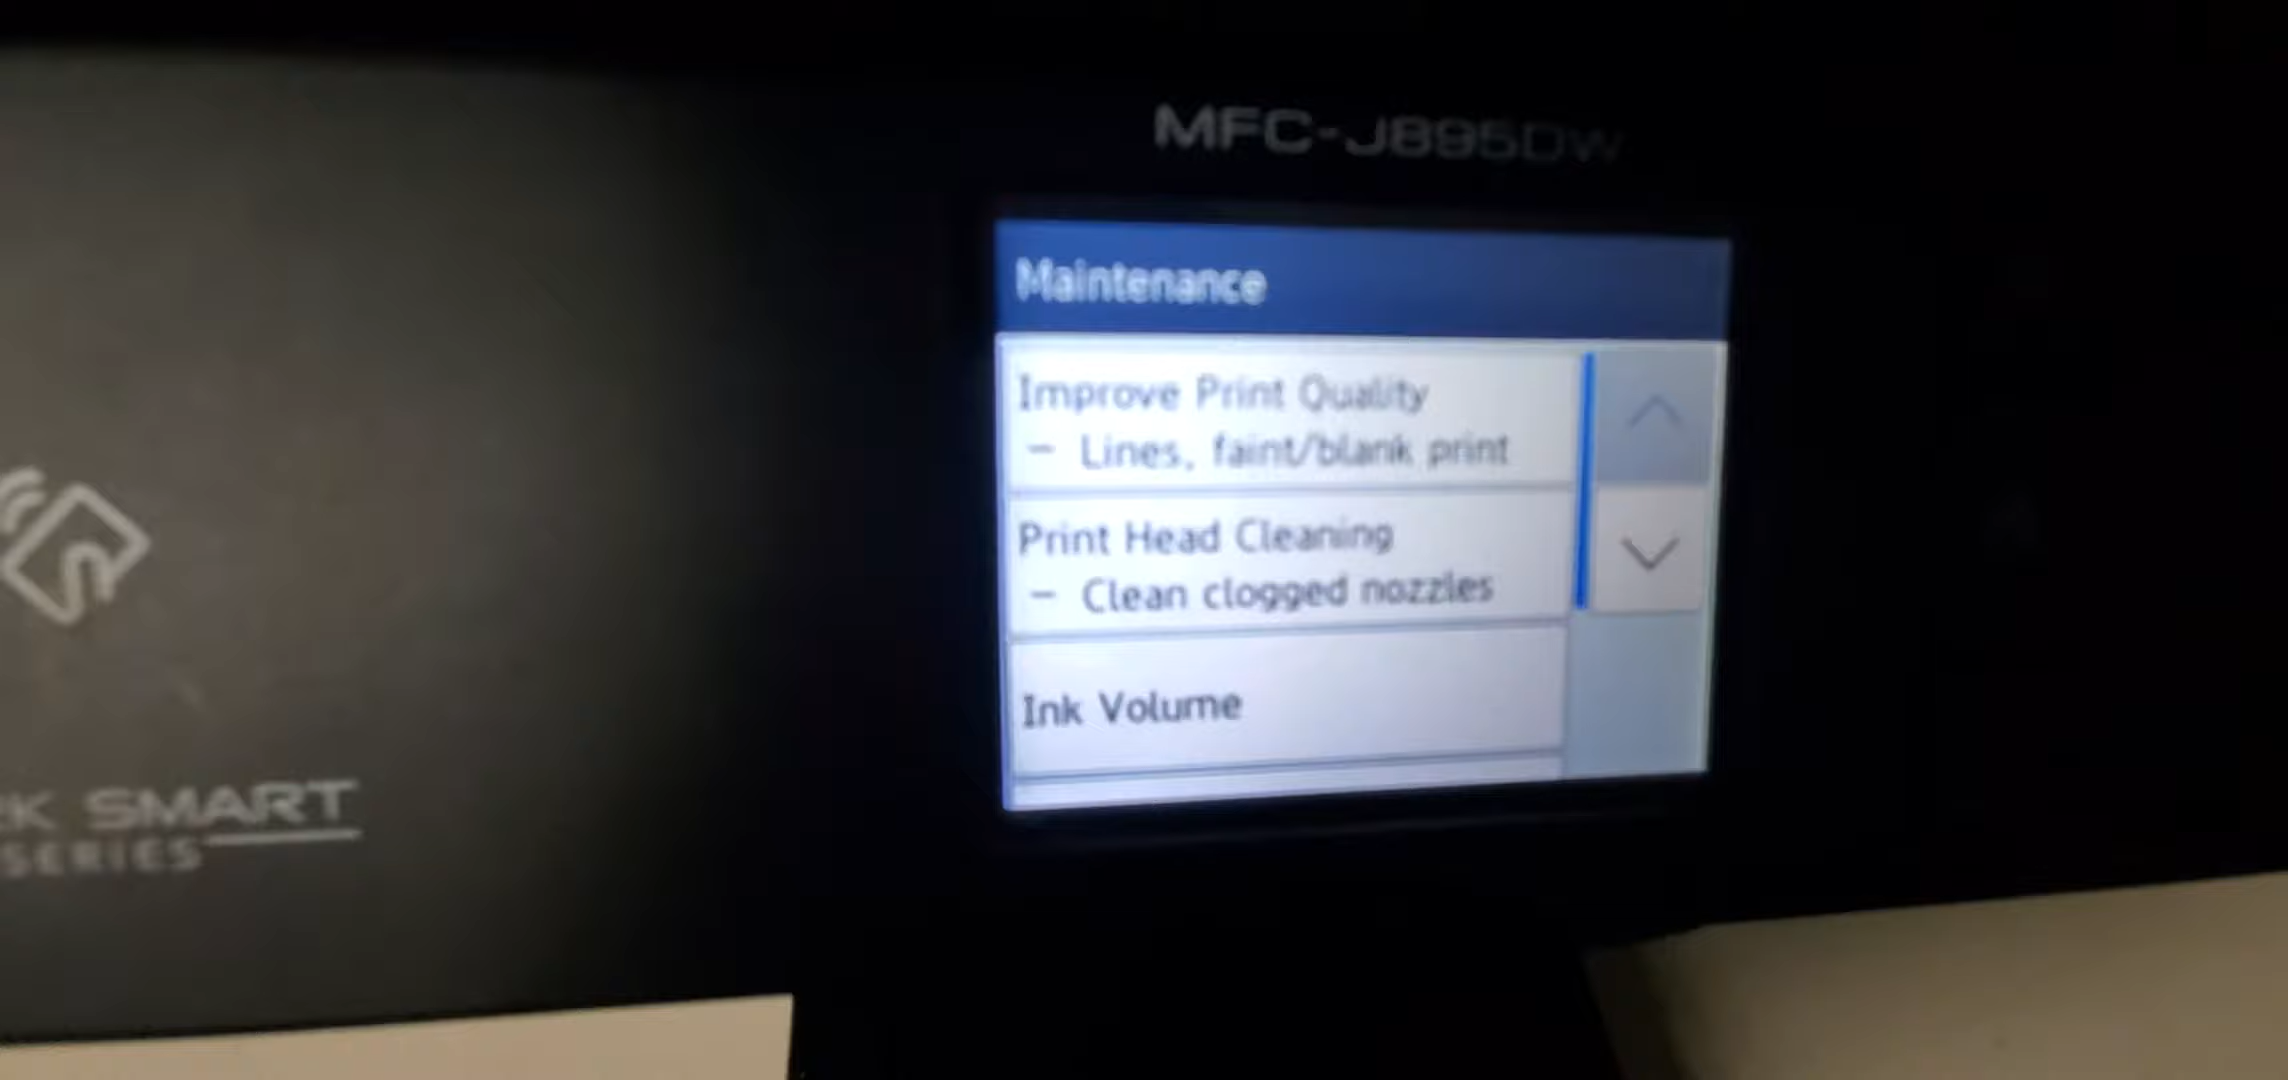 MFC-J895DW
Maintenance
Improve Print Quality
– Lines, faint/blank print
Print Head Cleaning
– Clean clogged nozzles
Ink Volume
SMART
SERIES